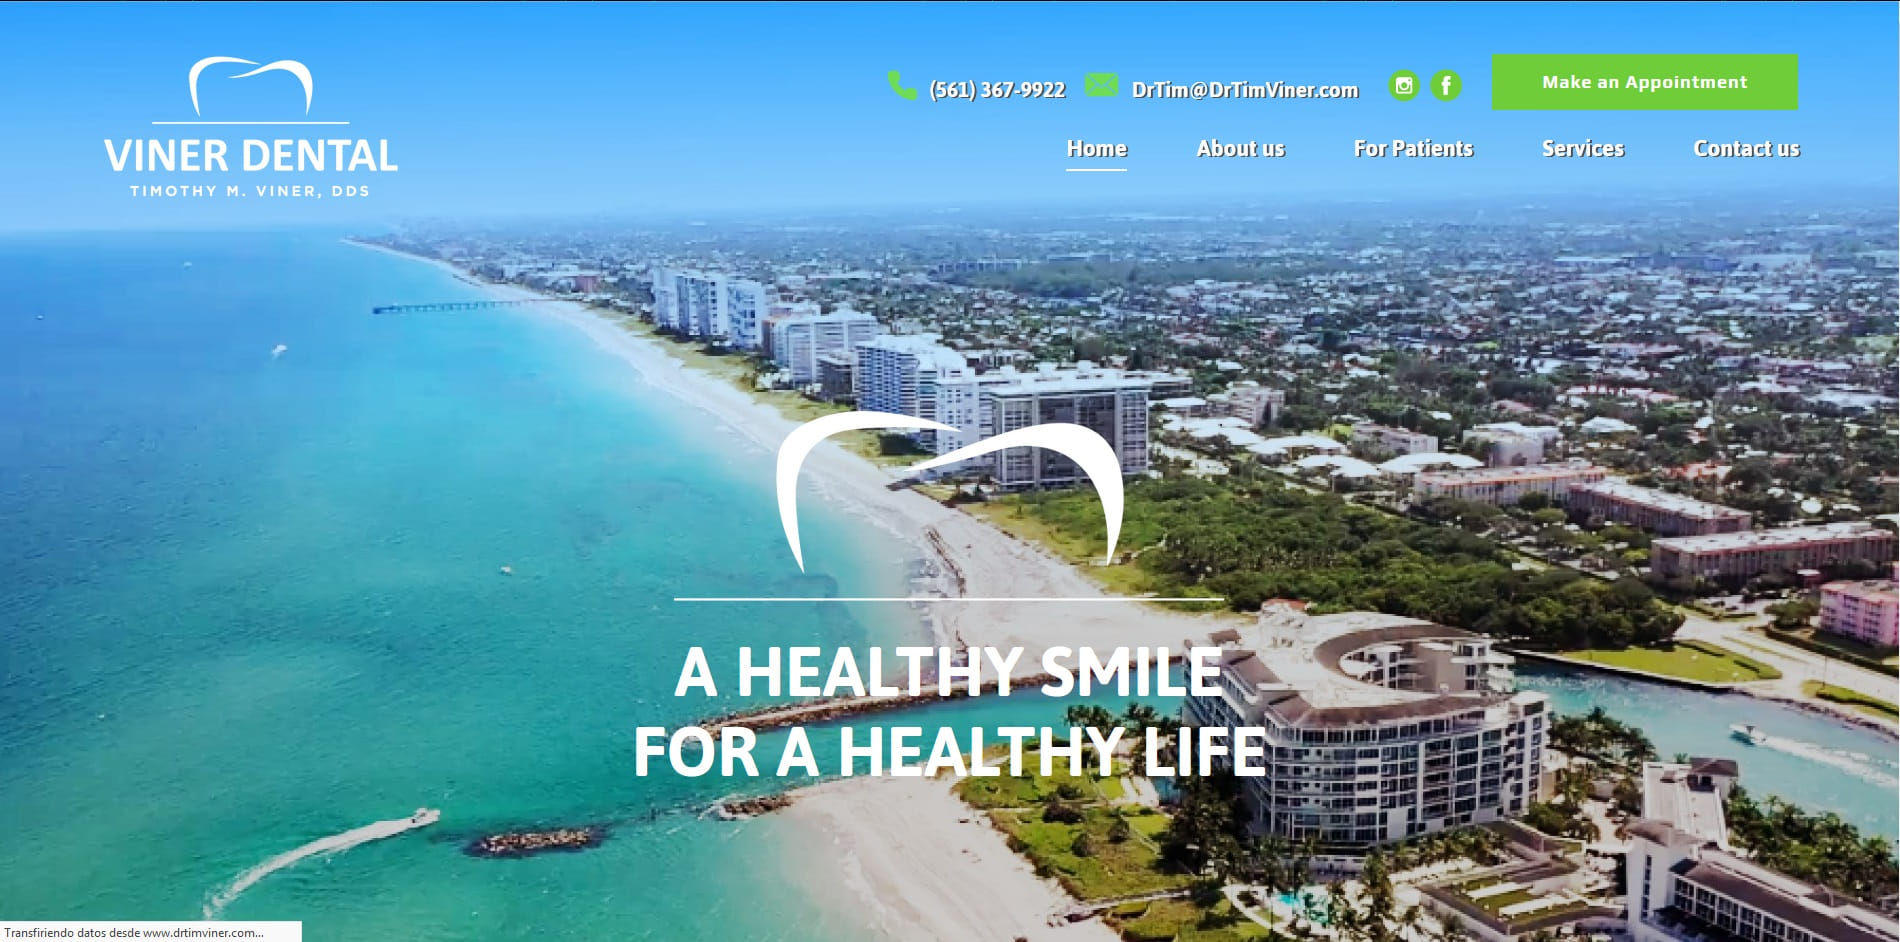 (561) 367-9922
DrTim@DrTimViner.com
Make an Appointment
VINER DENTAL
TIMOTHY M. VINER, DDS
Home
About us
For Patients
Services
Contact us
A HEALTHY SMILE
FOR A HEALTHY LIFE
Transfiriendo datos desde www.drtimviner.com...